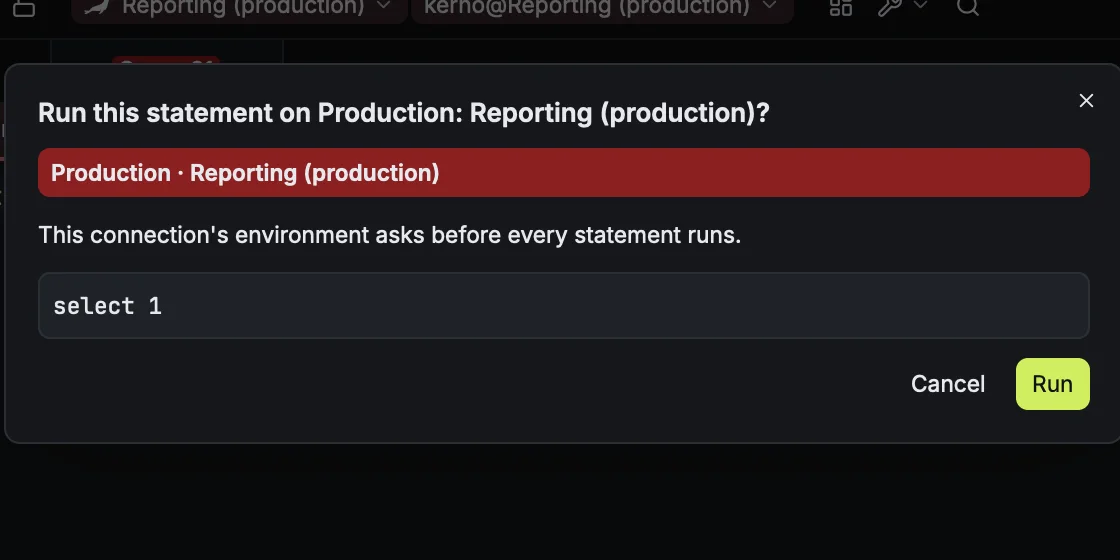 Reporting (production)
kerno@Reporting (production)
Run this statement on Production: Reporting (production)?
Production · Reporting (production)
This connection's environment asks before every statement runs.
select 1
Cancel
Run